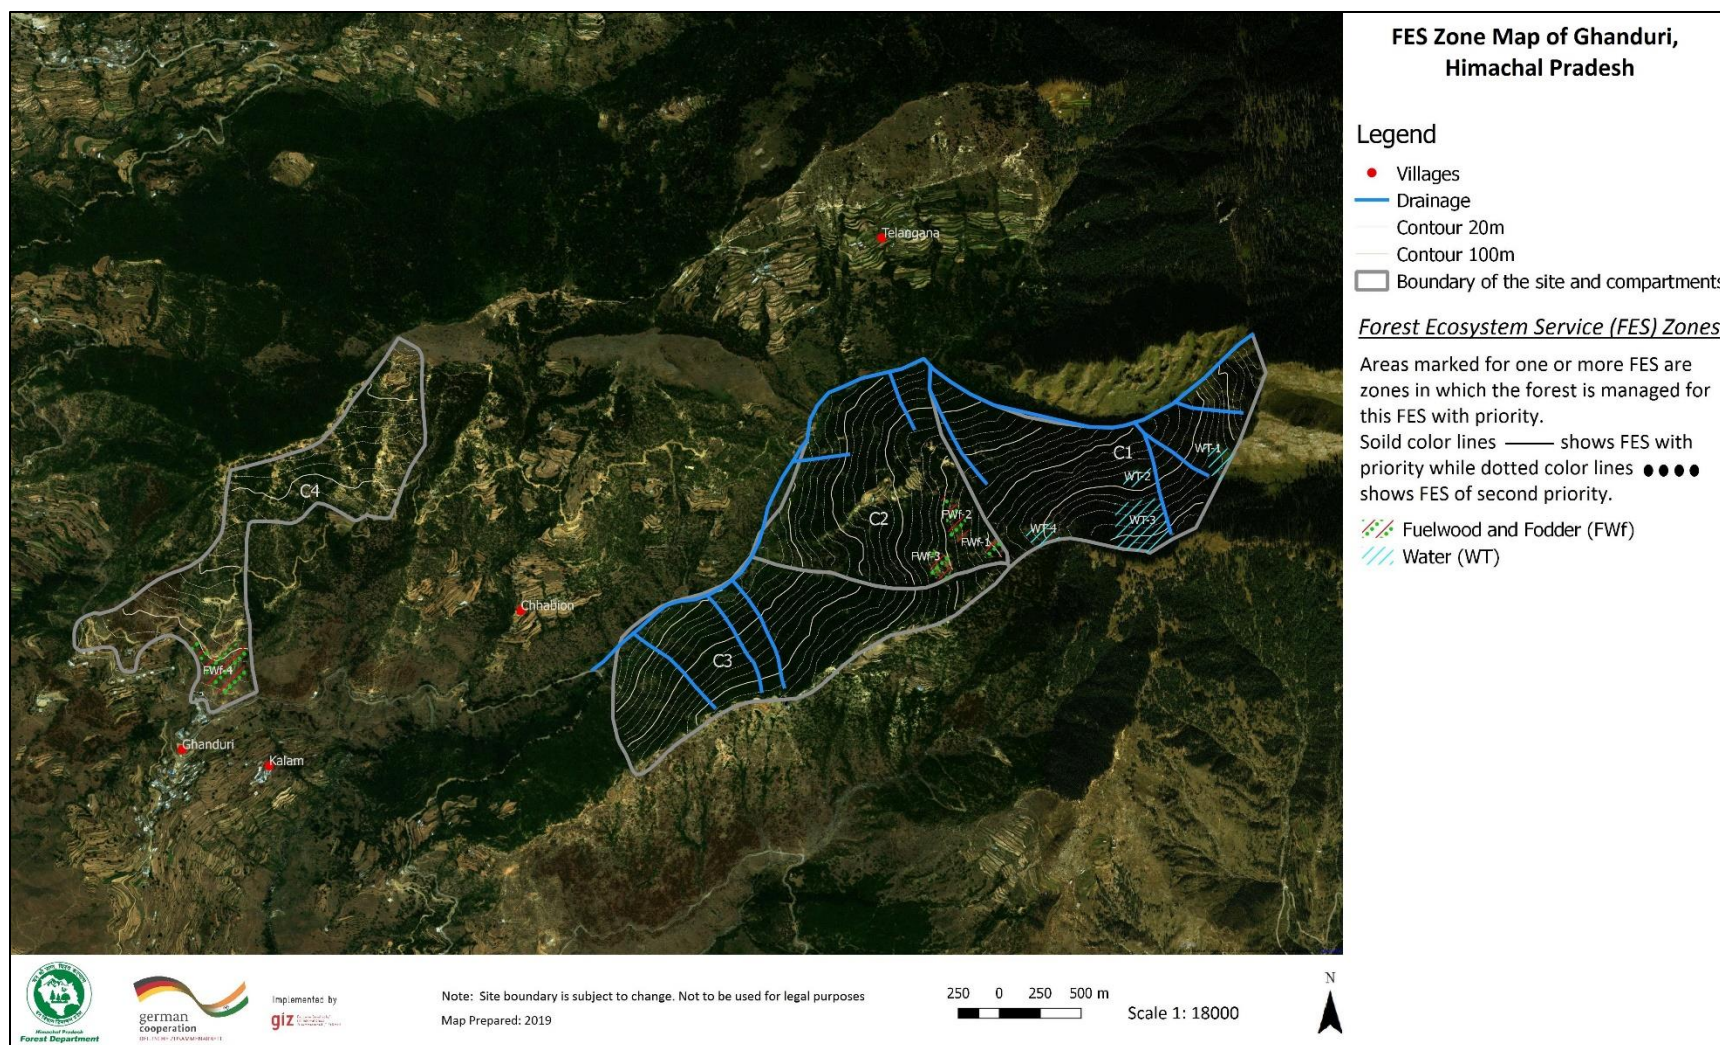 FES Zone Map of Ghanduri,
Himachal Pradesh
Legend
Villages
Drainage
Contour 20m
Contour 100m
Boundary of the site and compartments
Forest Ecosystem Service (FES) Zones
Areas marked for one or more FES are
zones in which the forest is managed for
this FES with priority.
Soild color lines —— shows FES with
priority while dotted color lines ●●●●
shows FES of second priority.
Fuelwood and Fodder (FWf)
Water (WT)
Telangana
C1
WT-1
WT-2
C4
C2
FWf-2
WT-3
WT-4
FWf-1
FWf-3
Chhabion
C3
FWf-4
Ghanduri
Kalam
Himachal Pradesh
Forest Department
german
cooperation
DEUTSCHE ZUSAMMENARBEIT
Implemented by
giz
Note: Site boundary is subject to change. Not to be used for legal purposes
Map Prepared: 2019
250 0 250 500 m
Scale 1: 18000
N